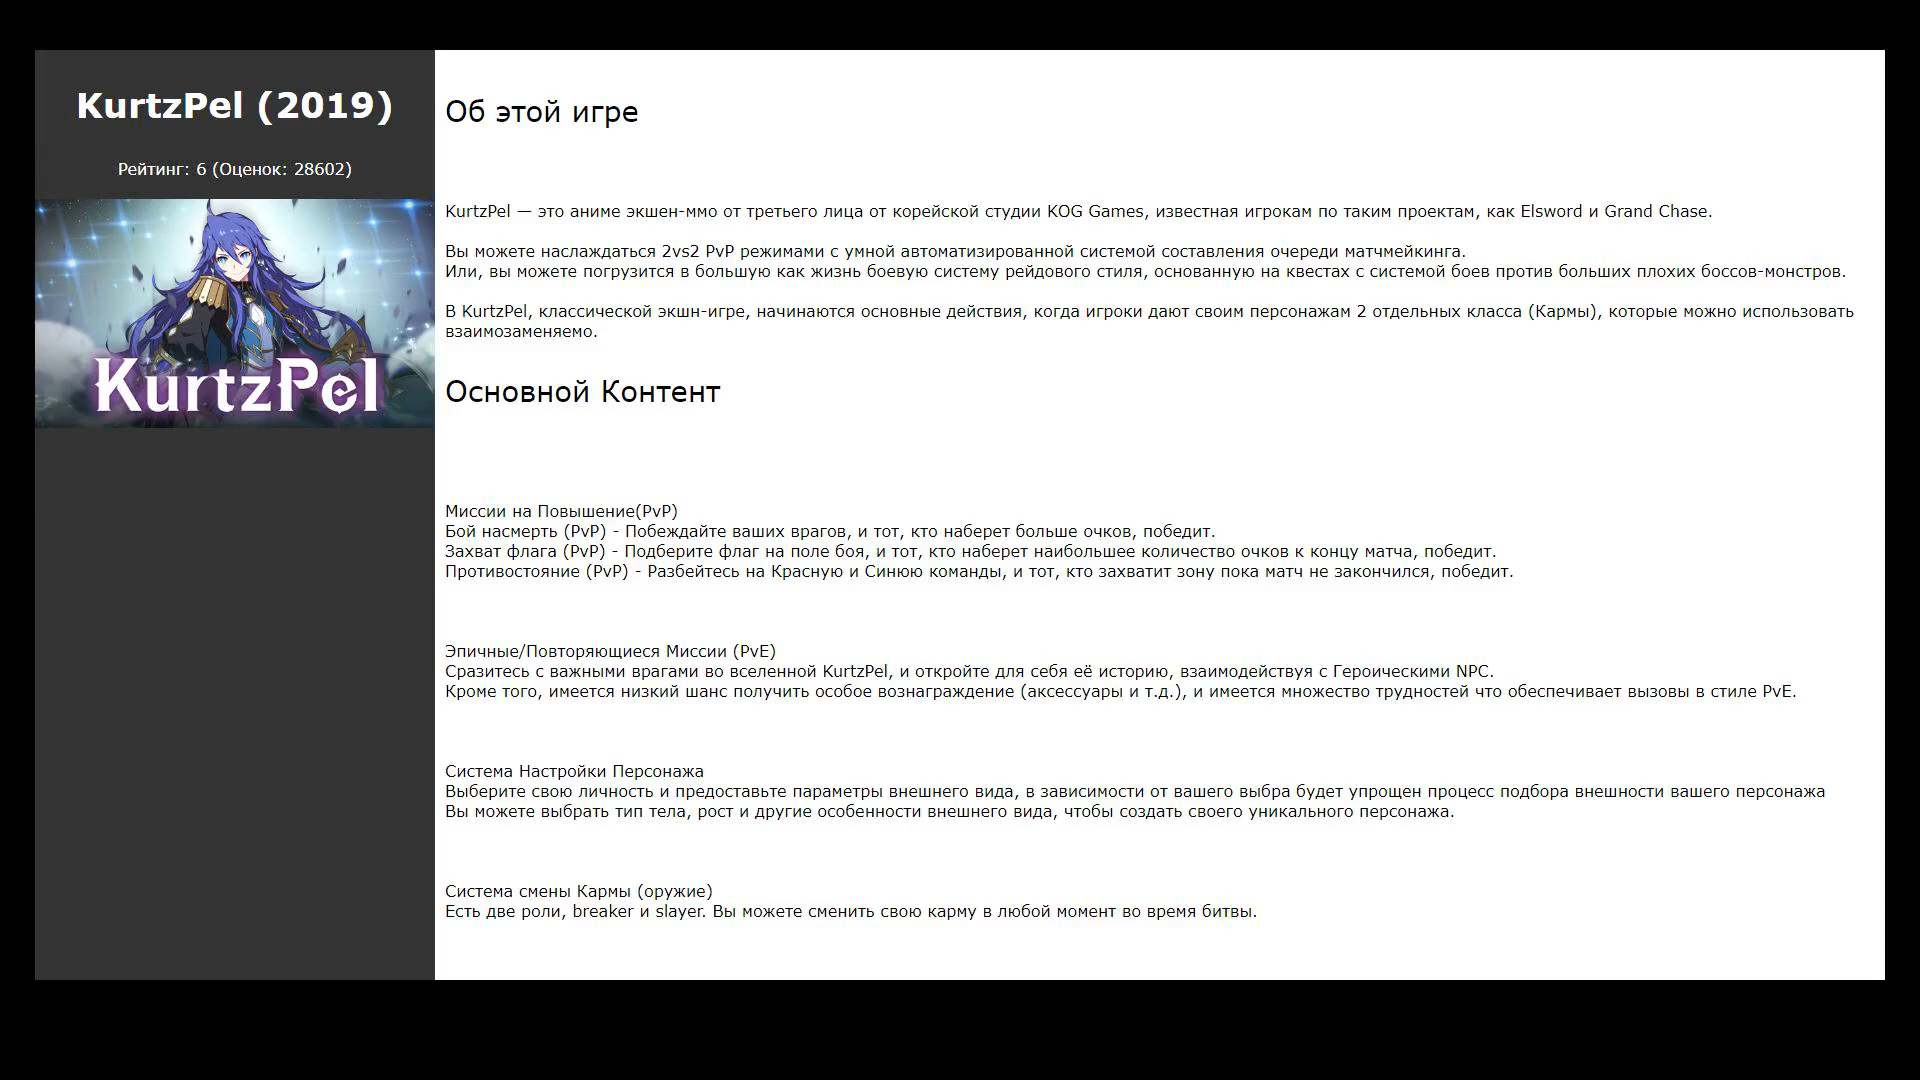 KurtzPel (2019)
Рейтинг: 6 (Оценок: 28602)
KurtzPel
Об этой игре
KurtzPel — это аниме экшен-ммо от третьего лица от корейской студии KOG Games, известная игрокам по таким проектам, как Elsword и Grand Chase.
Вы можете наслаждаться 2vs2 PvP режимами с умной автоматизированной системой составления очереди матчмейкинга.
Или, вы можете погрузится в большую как жизнь боевую систему рейдового стиля, основанную на квестах с системой боев против больших плохих боссов-монстров.
В KurtzPel, классической экшн-игре, начинаются основные действия, когда игроки дают своим персонажам 2 отдельных класса (Кармы), которые можно использовать
взаимозаменяемо.
Основной Контент
Миссии на Повышение(PvP)
Бой насмерть (PvP) - Побеждайте ваших врагов, и тот, кто наберет больше очков, победит.
Захват флага (PvP) - Подберите флаг на поле боя, и тот, кто наберет наибольшее количество очков к концу матча, победит.
Противостояние (PvP) - Разбейтесь на Красную и Синюю команды, и тот, кто захватит зону пока матч не закончился, победит.
Эпичные/Повторяющиеся Миссии (PvE)
Сразитесь с важными врагами во вселенной KurtzPel, и откройте для себя её историю, взаимодействуя с Героическими NPC.
Кроме того, имеется низкий шанс получить особое вознаграждение (аксессуары и т.д.), и имеется множество трудностей что обеспечивает вызовы в стиле PvE.
Система Настройки Персонажа
Выберите свою личность и предоставьте параметры внешнего вида, в зависимости от вашего выбра будет упрощен процесс подбора внешности вашего персонажа
Вы можете выбрать тип тела, рост и другие особенности внешнего вида, чтобы создать своего уникального персонажа.
Система смены Кармы (оружие)
Есть две роли, breaker и slayer. Вы можете сменить свою карму в любой момент во время битвы.